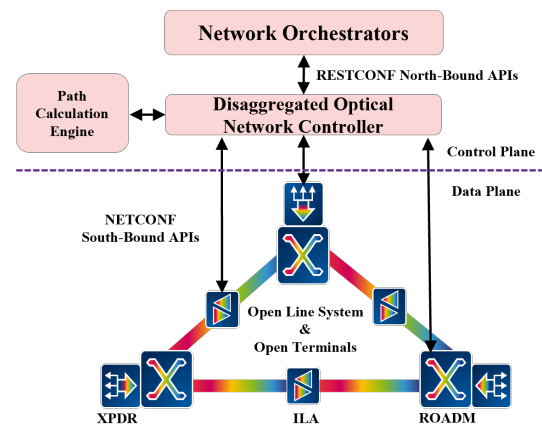 Network Orchestrators
RESTCONF North-Bound APIs
Path
Calculation
Engine
Disaggregated Optical
Network Controller
Control Plane
Data Plane
NETCONF
South-Bound APIs
Open Line System
&
Open Terminals
XPDR
ILA
ROADM